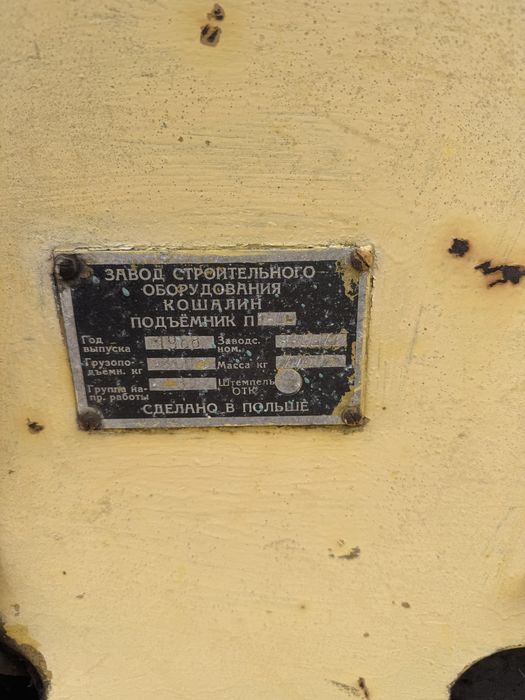 ЗАВОД СТРОИТЕЛЬНОГО
ОБОРУДОВАНИЯ
КОШАЛИН
ПОДЪЁМНИК П
Год выпуска
Заводс. ном.
Грузопо-
дъёмн. кг
Масса кг
Группа на-
пр. работы
Штемпель
ОТК
СДЕЛАНО В ПОЛЬШЕ